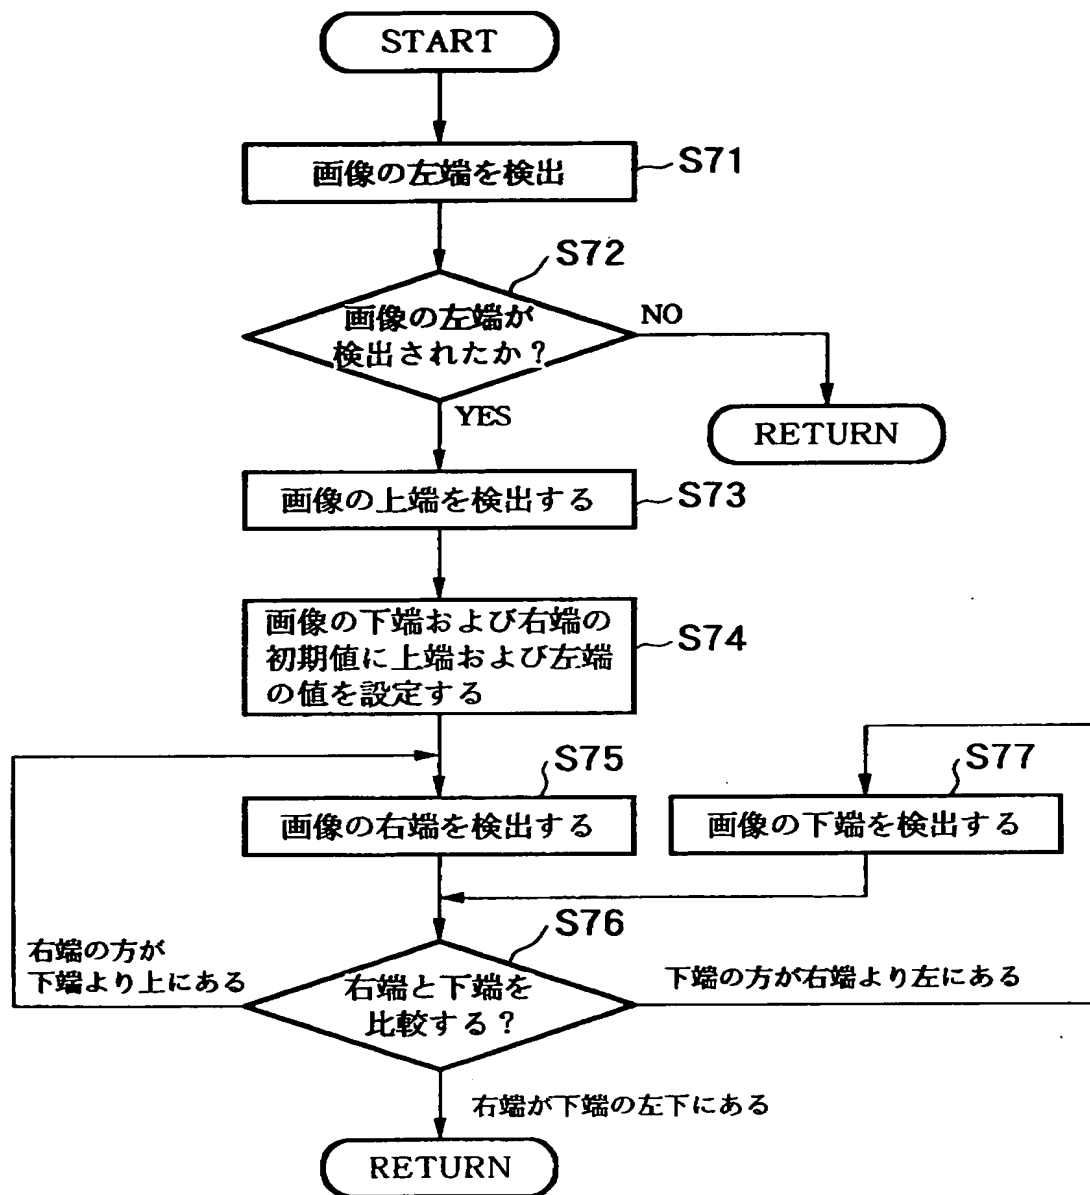 START
画像の左端を検出
S71
S72
画像の左端が
検出されたか？
NO
YES
RETURN
画像の上端を検出する
S73
画像の下端および右端の
初期値に上端および左端
の値を設定する
S74
S75
画像の右端を検出する
S77
画像の下端を検出する
S76
右端の方が
下端より上にある
右端と下端を
比較する？
下端の方が右端より左にある
右端が下端の左下にある
RETURN